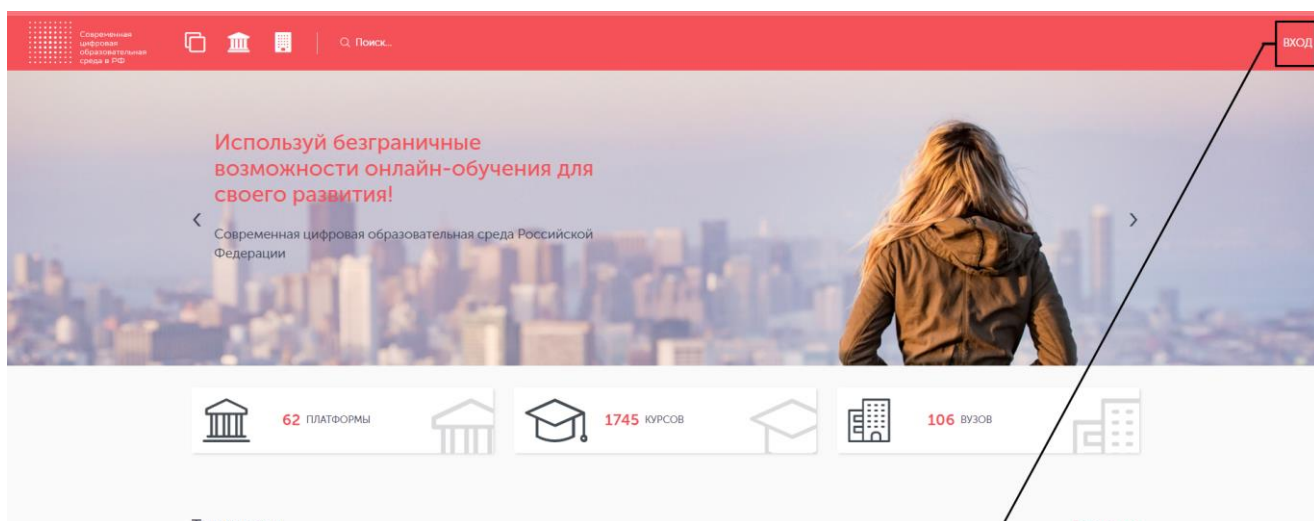 Современная
цифровая
образовательная
среда в РФ
Поиск...
ВХОД
Используй безграничные
возможности онлайн-обучения для
своего развития!
Современная цифровая образовательная среда Российской
Федерации
62 ПЛАТФОРМЫ
1745 КУРСОВ
106 ВУЗОВ